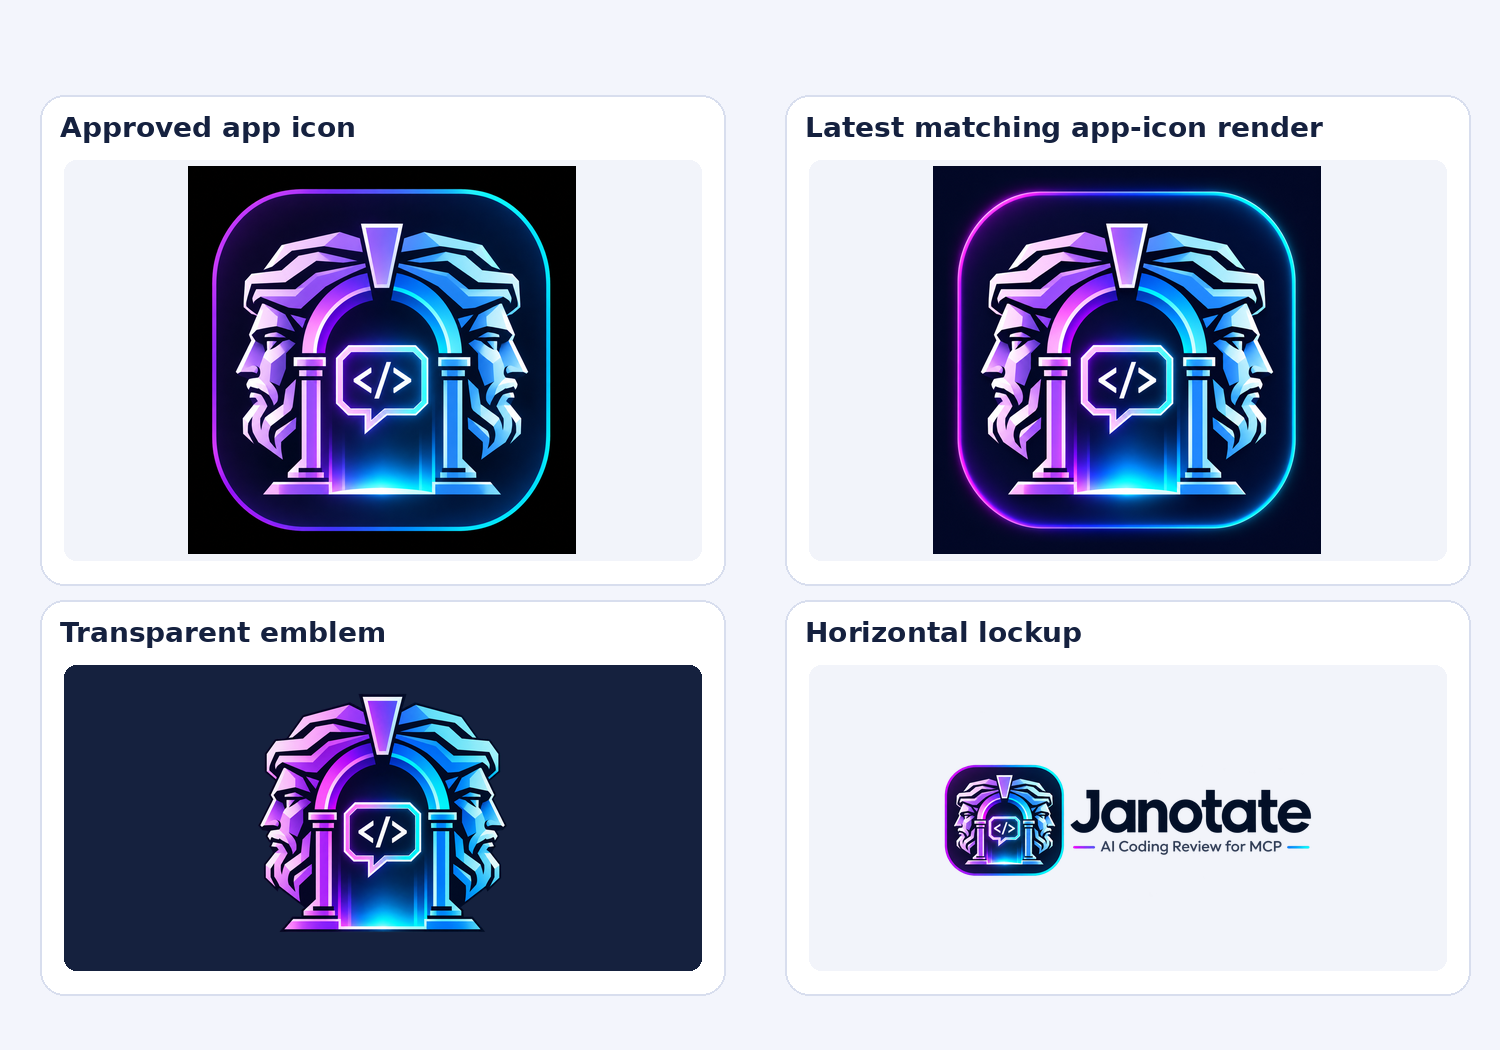 Approved app icon
Latest matching app-icon render
</>
</>
Transparent emblem
Horizontal lockup
</>
</>
Janotate
AI Coding Review for MCP